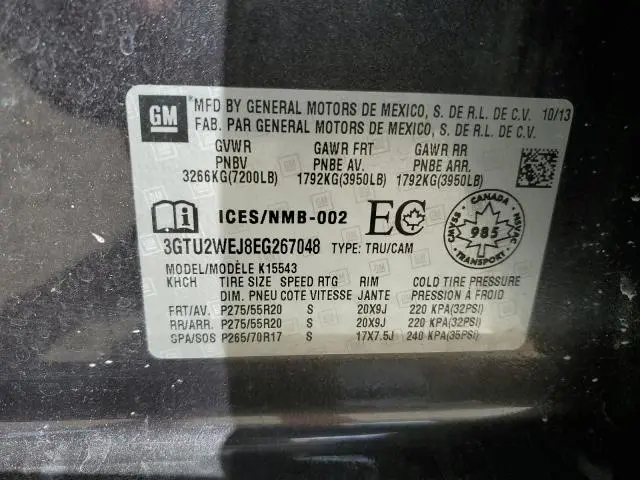 GM
*MFD BY GENERAL MOTORS DE MEXICO, S. DE R.L. DE C.V. 10/13
FAB. PAR GENERAL MOTORS DE MEXICO, S. DE R.L. DE C.V.
GVWR GAWR FRT GAWR RR
PNBV PNBE AV. PNBE ARR.
3266KG(7200LB) 1792KG(3950LB) 1792KG(3950LB)
ICES/NMB-002 EC
CANADA
CMVSS 985 NSVAC
TRANSPORT
3GTU2WEJ8EG267048 TYPE: TRU/CAM
MODEL/MODÈLE K15543
KHCH TIRE SIZE SPEED RTG RIM COLD TIRE PRESSURE
DIM. PNEU COTE VITESSE JANTE PRESSION À FROID
FRT/AV. P275/55R20 S 20X9J 220 KPA(32PSI)
RR/ARR. P275/55R20 S 20X9J 220 KPA(32PSI)
SPA/SOS P265/70R17 S 17X7.5J 240 KPA(35PSI)